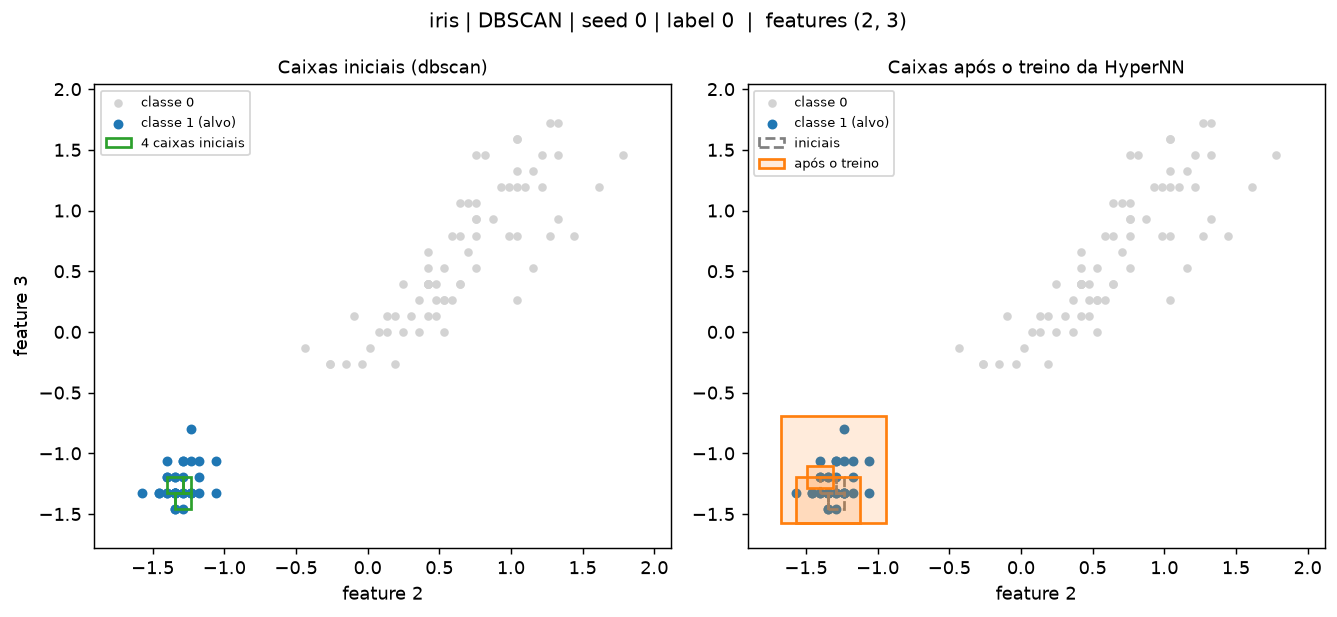 iris | DBSCAN | seed 0 | label 0  |  features (2, 3)
Caixas iniciais (dbscan)
classe 0
classe 1 (alvo)
4 caixas iniciais
2.0
1.5
1.0
0.5
0.0
−0.5
−1.0
−1.5
feature 3
−1.5 −1.0 −0.5 0.0 0.5 1.0 1.5 2.0
feature 2
Caixas após o treino da HyperNN
classe 0
classe 1 (alvo)
iniciais
após o treino
2.0
1.5
1.0
0.5
0.0
−0.5
−1.0
−1.5
−1.5 −1.0 −0.5 0.0 0.5 1.0 1.5 2.0
feature 2